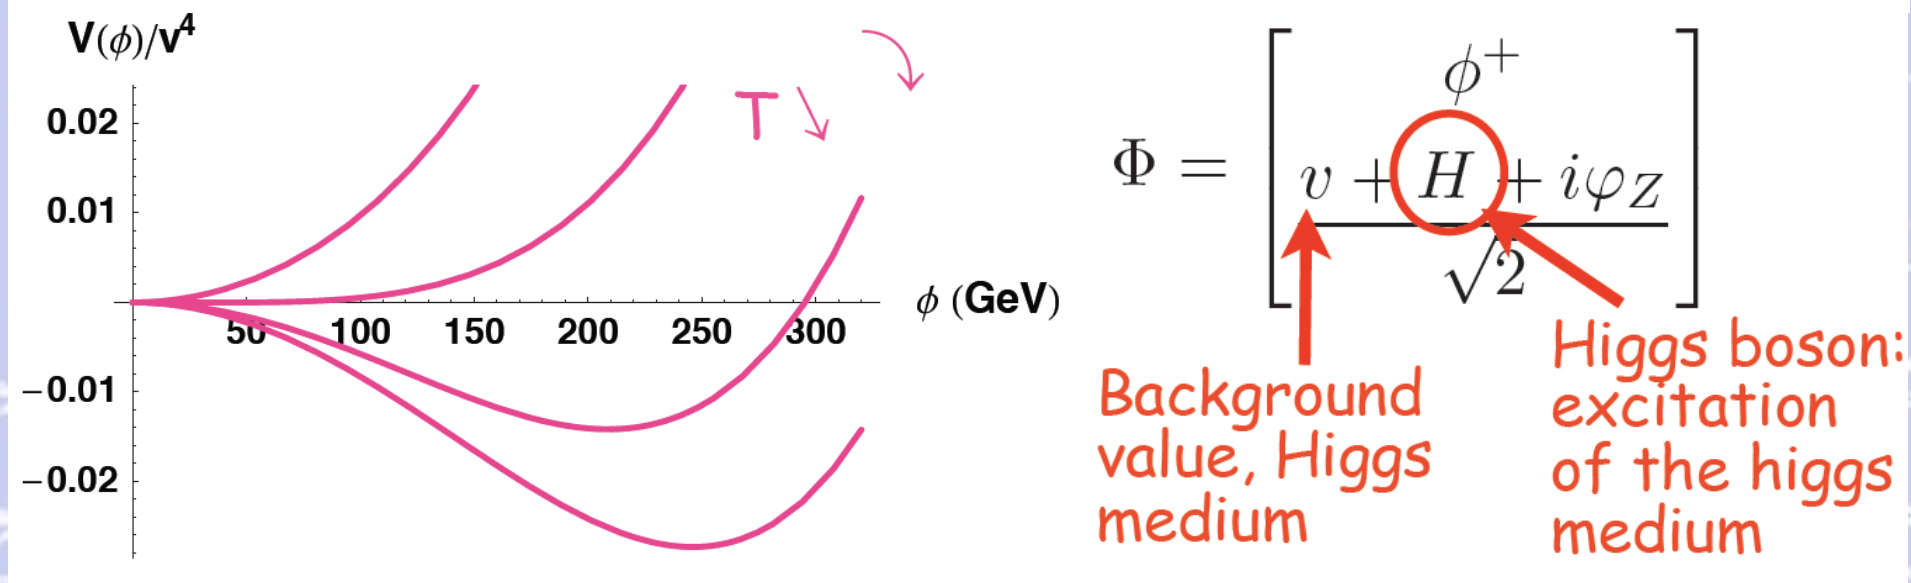 V(ϕ)/v⁴
0.02
0.01
−0.01
−0.02
50 100 150 200 250 300
ϕ (GeV)
T
Φ = [ ϕ⁺
v + H + iφ_Z
√2 ]
Background
value, Higgs
medium
Higgs boson:
excitation
of the higgs
medium